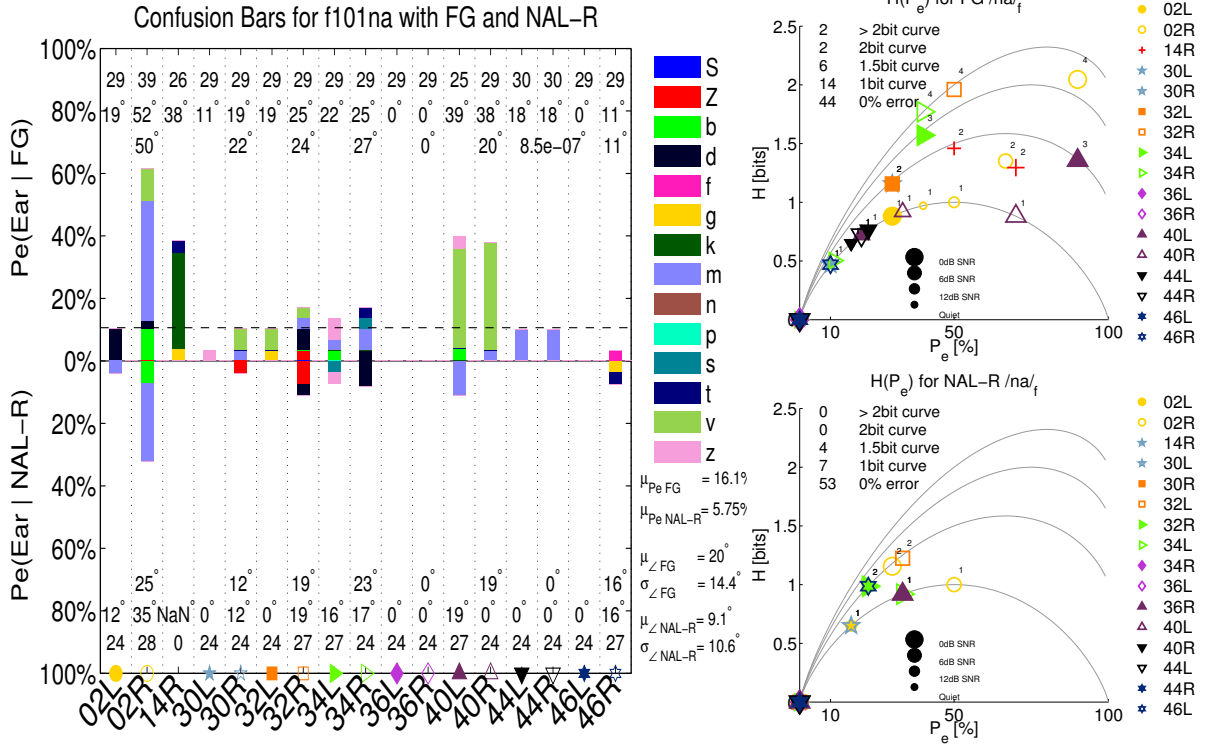 Confusion Bars for f101na with FG and NAL-R
Pe(Ear | FG)
Pe(Ear | NAL-R)
100%
80%
60%
40%
20%
0%
20%
40%
60%
80%
100%
29 39 26 29 29 29 29 29 29 29 29 25 29 30 30 29 29
19° 52° 38° 11° 19° 19° 25° 22° 25° 0° 0° 39° 38° 18° 18° 0° 11°
50° 22° 24° 27° 0° 20° 8.5e-07° 11°
25° 12° 19° 23° 0° 19° 0° 16°
12° 35° NaN° 0° 12° 0° 19° 16° 17° 0° 0° 19° 0° 0° 0° 0° 16°
24 28 0 24 24 24 27 27 27 24 24 27 24 24 24 24 27
02L
02R
14R
30L
30R
32L
32R
34L
34R
36L
36R
40L
40R
44L
44R
46L
46R
S
Z
b
d
f
g
k
m
n
p
s
t
v
z
μ Pe FG = 16.1%
μ Pe NAL-R = 5.75%
μ ∠FG = 20°
σ ∠FG = 14.4°
μ ∠NAL-R = 9.1°
σ ∠NAL-R = 10.6°
H(Pe) for FG /na/f
H [bits]
2.5
2
1.5
1
0.5
0
2 > 2bit curve
2 2bit curve
6 1.5bit curve
14 1bit curve
44 0% error
0dB SNR
6dB SNR
12dB SNR
Quiet
10 50 100
Pe [%]
02L
02R
14R
30L
30R
32L
32R
34L
34R
36L
36R
40L
40R
44L
44R
46L
46R
H(Pe) for NAL-R /na/f
H [bits]
2.5
2
1.5
1
0.5
0
0 > 2bit curve
0 2bit curve
4 1.5bit curve
7 1bit curve
53 0% error
0dB SNR
6dB SNR
12dB SNR
Quiet
10 50 100
Pe [%]
02L
02R
14R
30L
30R
32L
32R
34L
34R
36L
36R
40L
40R
44L
44R
46L